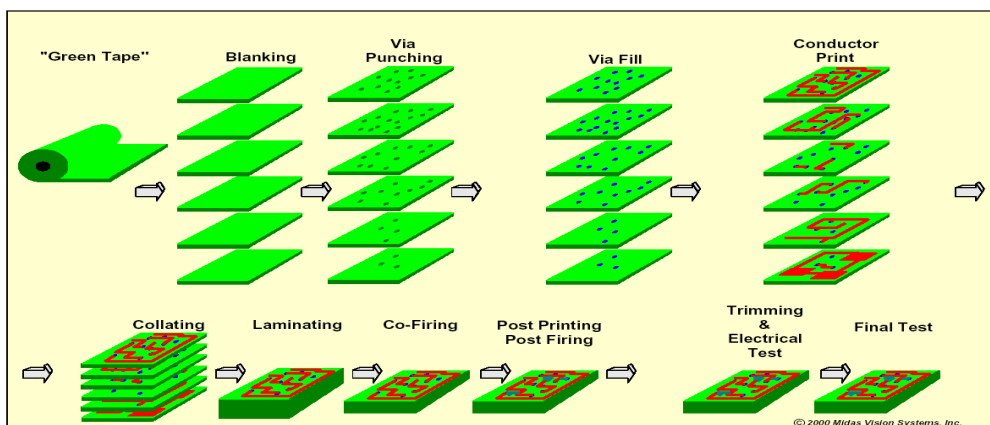 "Green Tape"
Blanking
Via
Punching
Via Fill
Conductor
Print
Collating
Laminating
Co-Firing
Post Printing
Post Firing
Trimming
&
Electrical
Test
Final Test
© 2000 Midas Vision Systems, Inc.